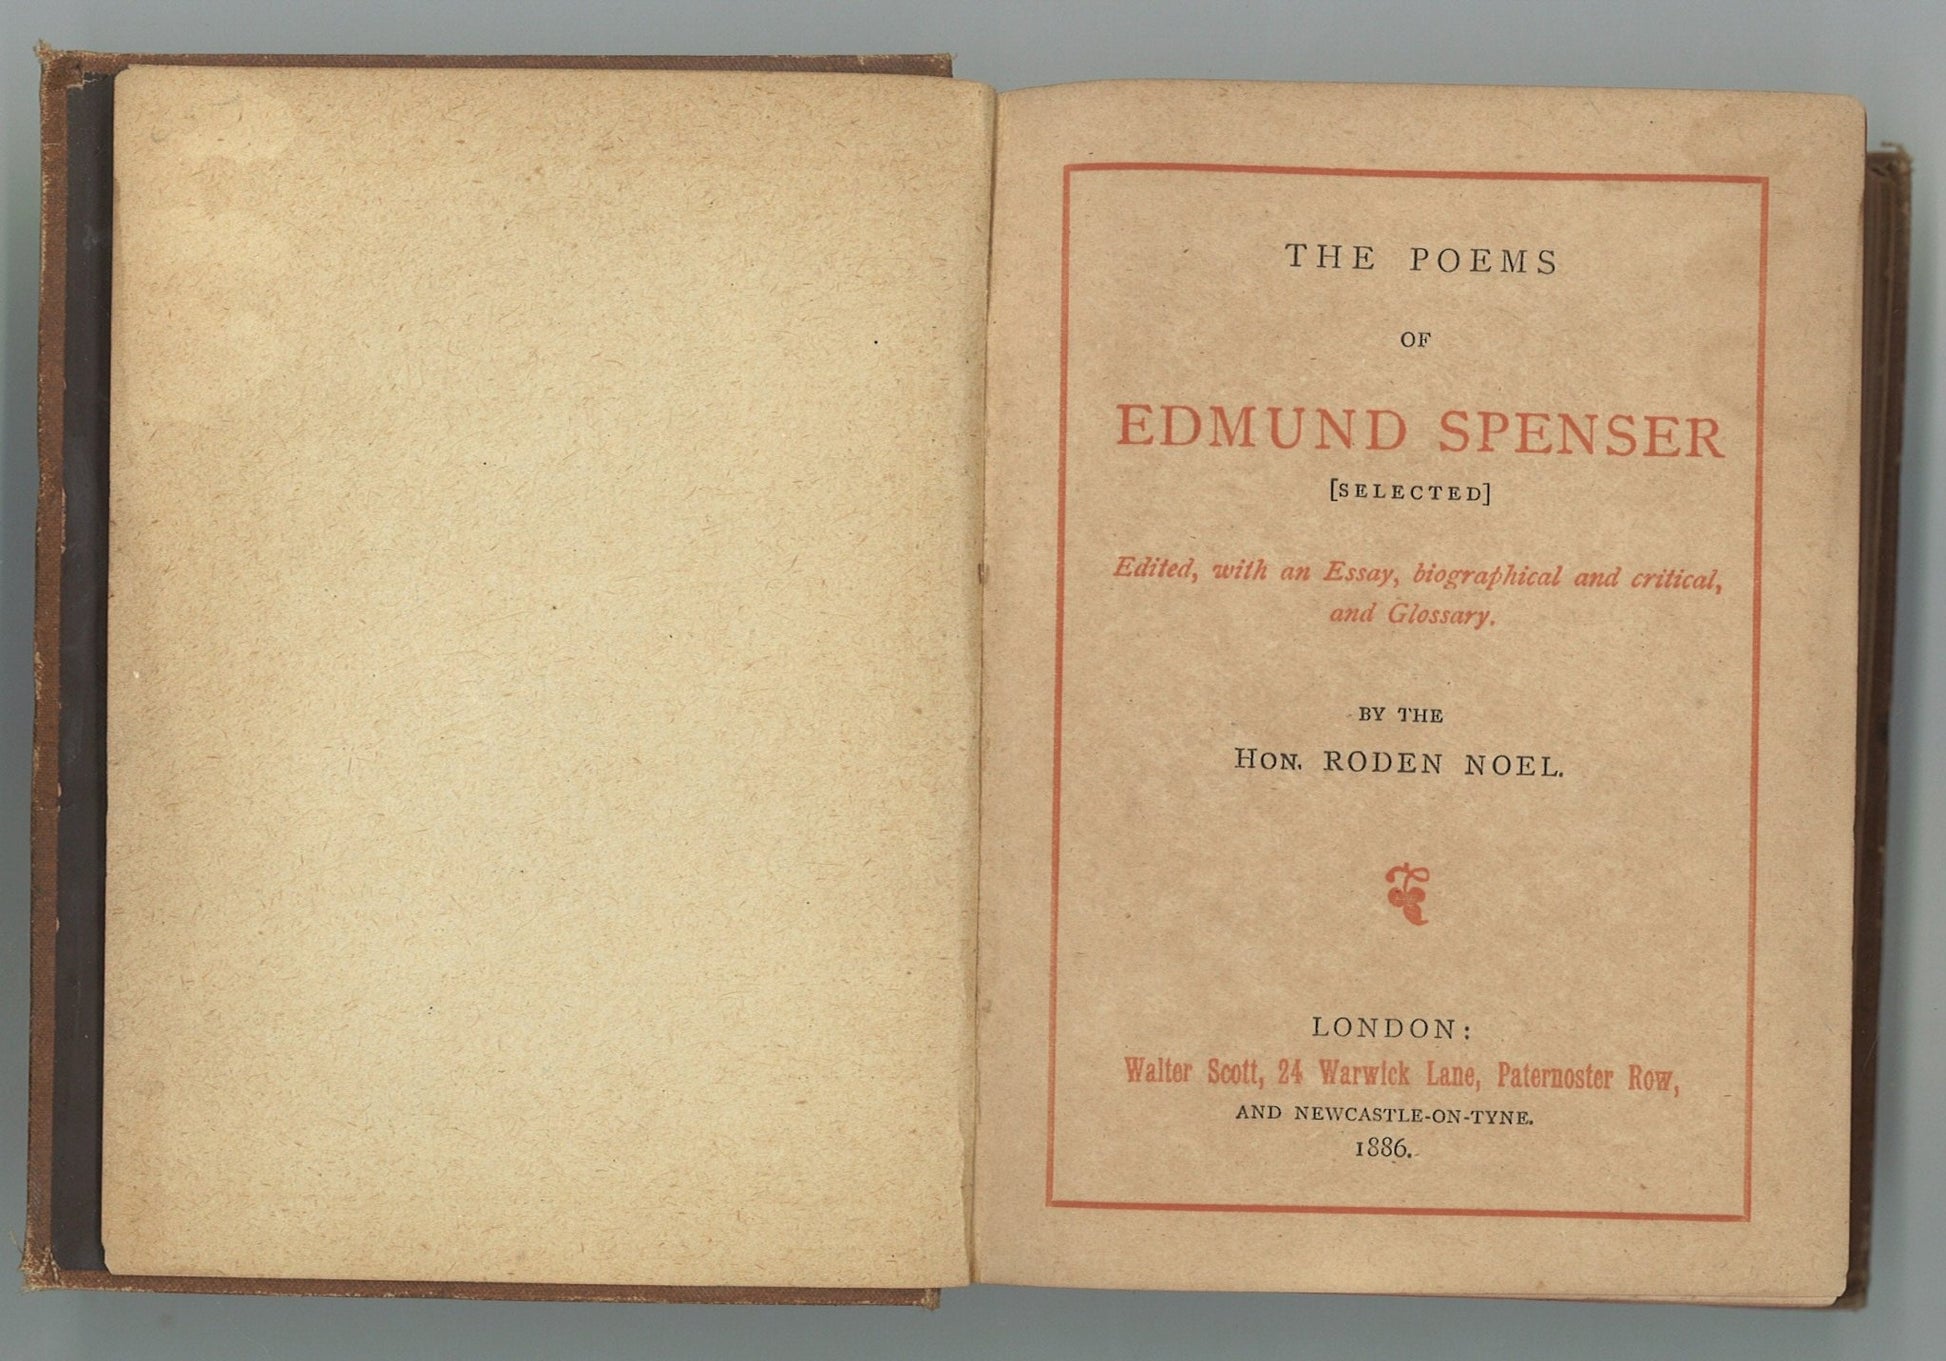 THE POEMS
OF
EDMUND SPENSER
[SELECTED]
Edited, with an Essay, biographical and critical,
and Glossary.
BY THE
HON. RODEN NOEL.
LONDON:
Walter Scott, 24 Warwick Lane, Paternoster Row,
AND NEWCASTLE-ON-TYNE.
1886.